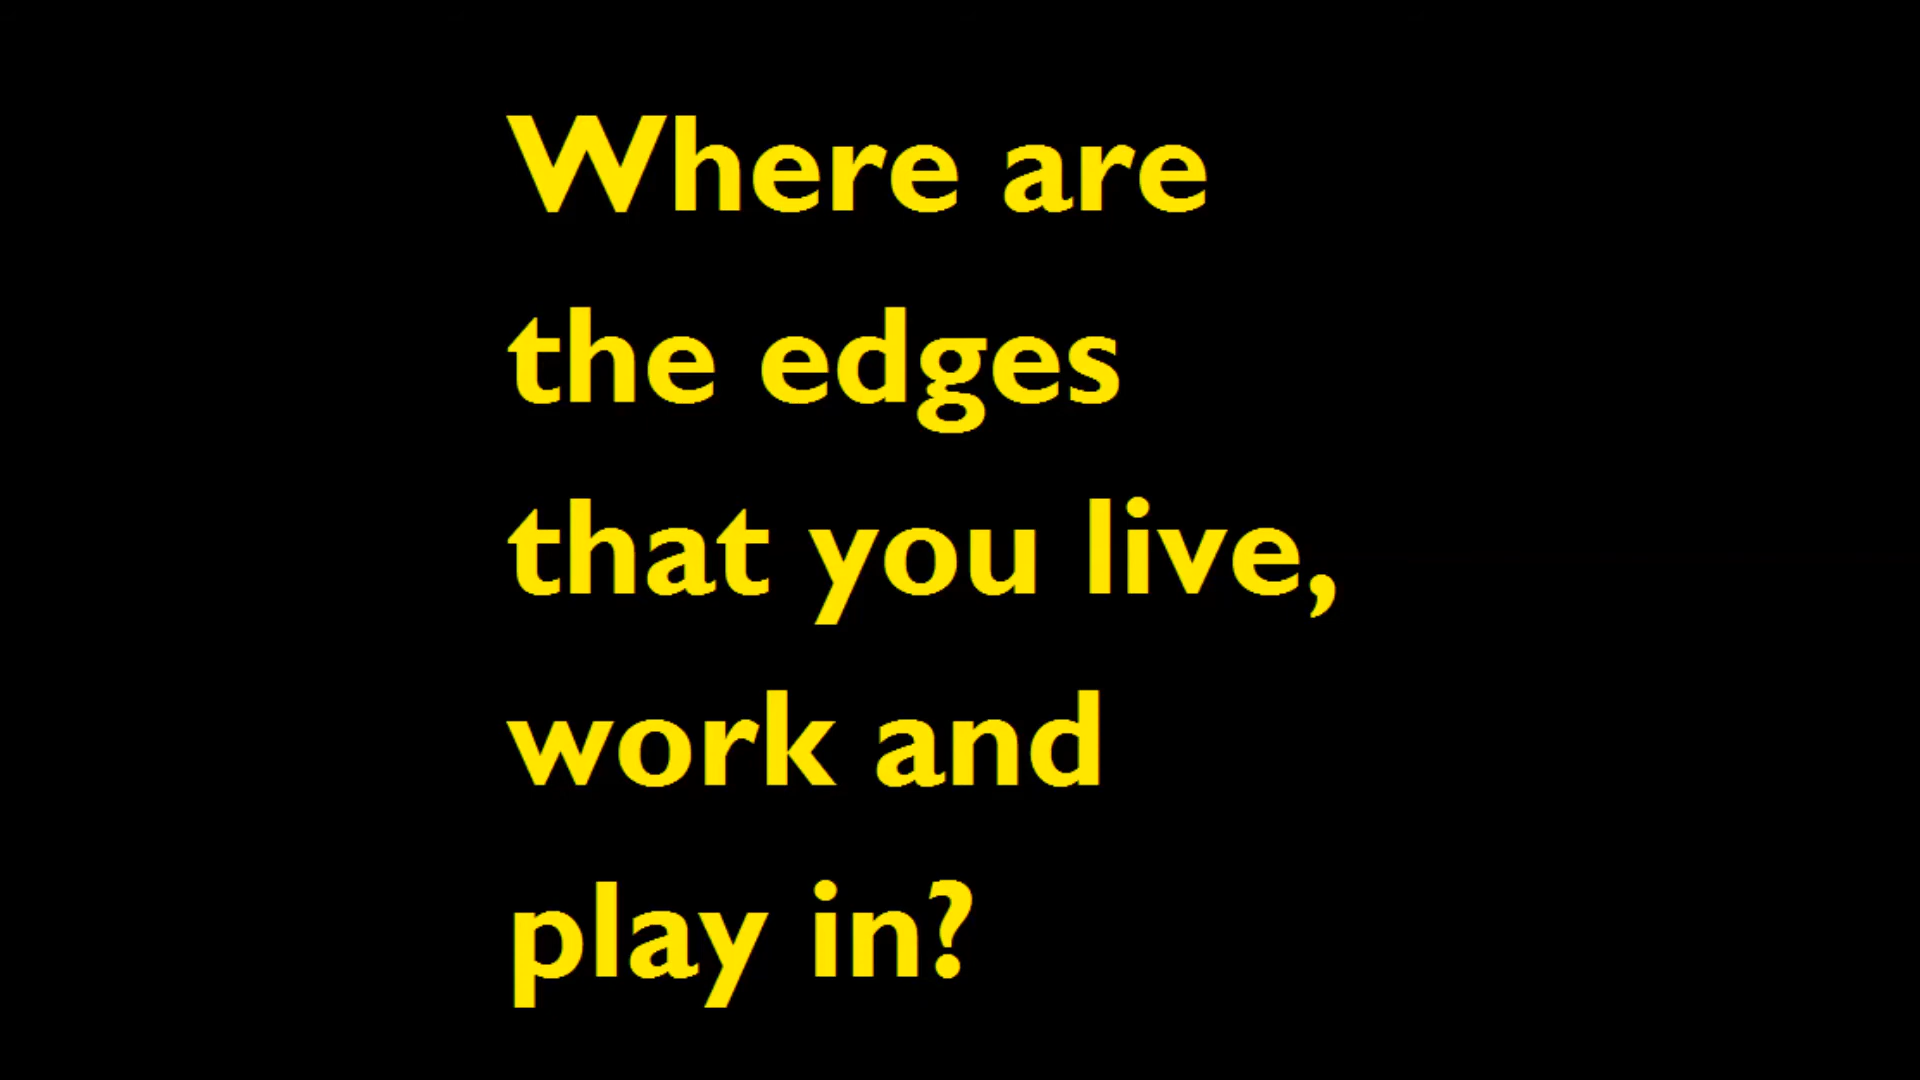 Where are
the edges
that you live,
work and
play in?